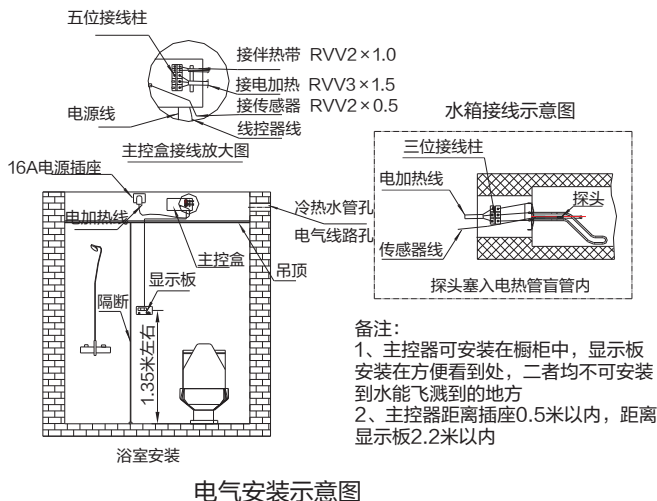 五位接线柱
接伴热带 RVV2×1.0
接电加热 RVV3×1.5
接传感器 RVV2×0.5
电源线
线控器线
主控盒接线放大图
16A电源插座
电加热线
冷热水管孔
电气线路孔
主控盒
吊顶
显示板
隔断
1.35米左右
浴室安装
水箱接线示意图
三位接线柱
电加热线
探头
传感器线
探头塞入电热管盲管内
备注：
1、主控器可安装在橱柜中，显示板
安装在方便看到处，二者均不可安装
到水能飞溅到的地方
2、主控器距离插座0.5米以内，距离
显示板2.2米以内
电气安装示意图